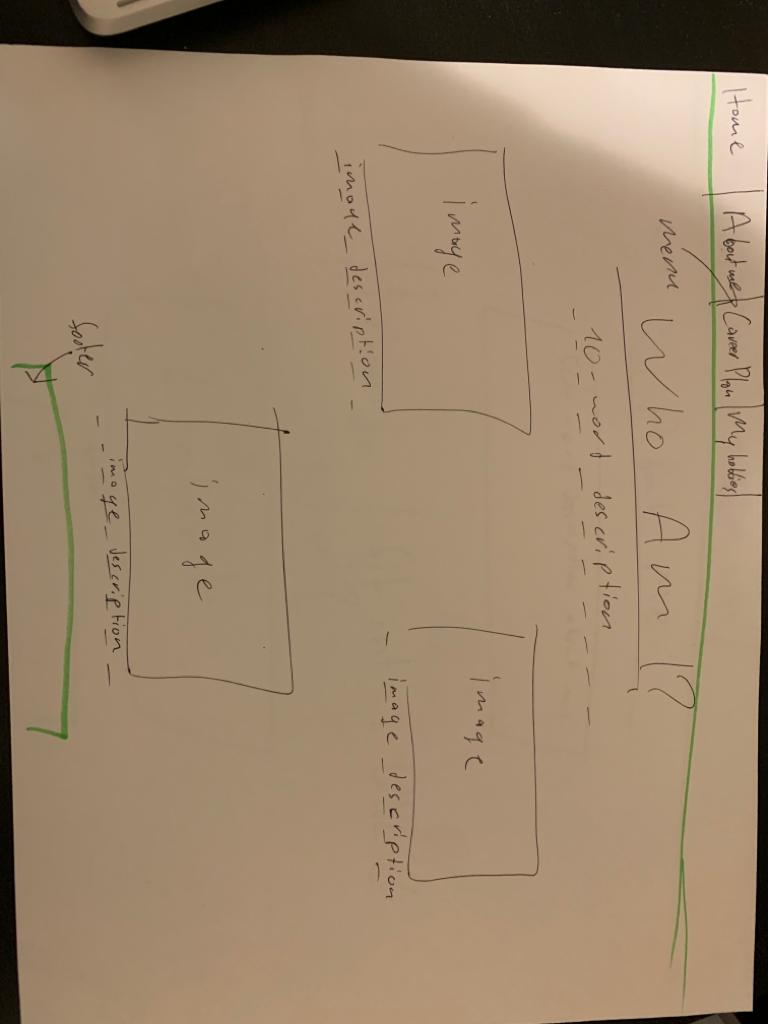 Home | About me | Career Plan | My hobbies |
menu
Who Am I?
10-word description
image
image
image description
image description
image
image description
footer